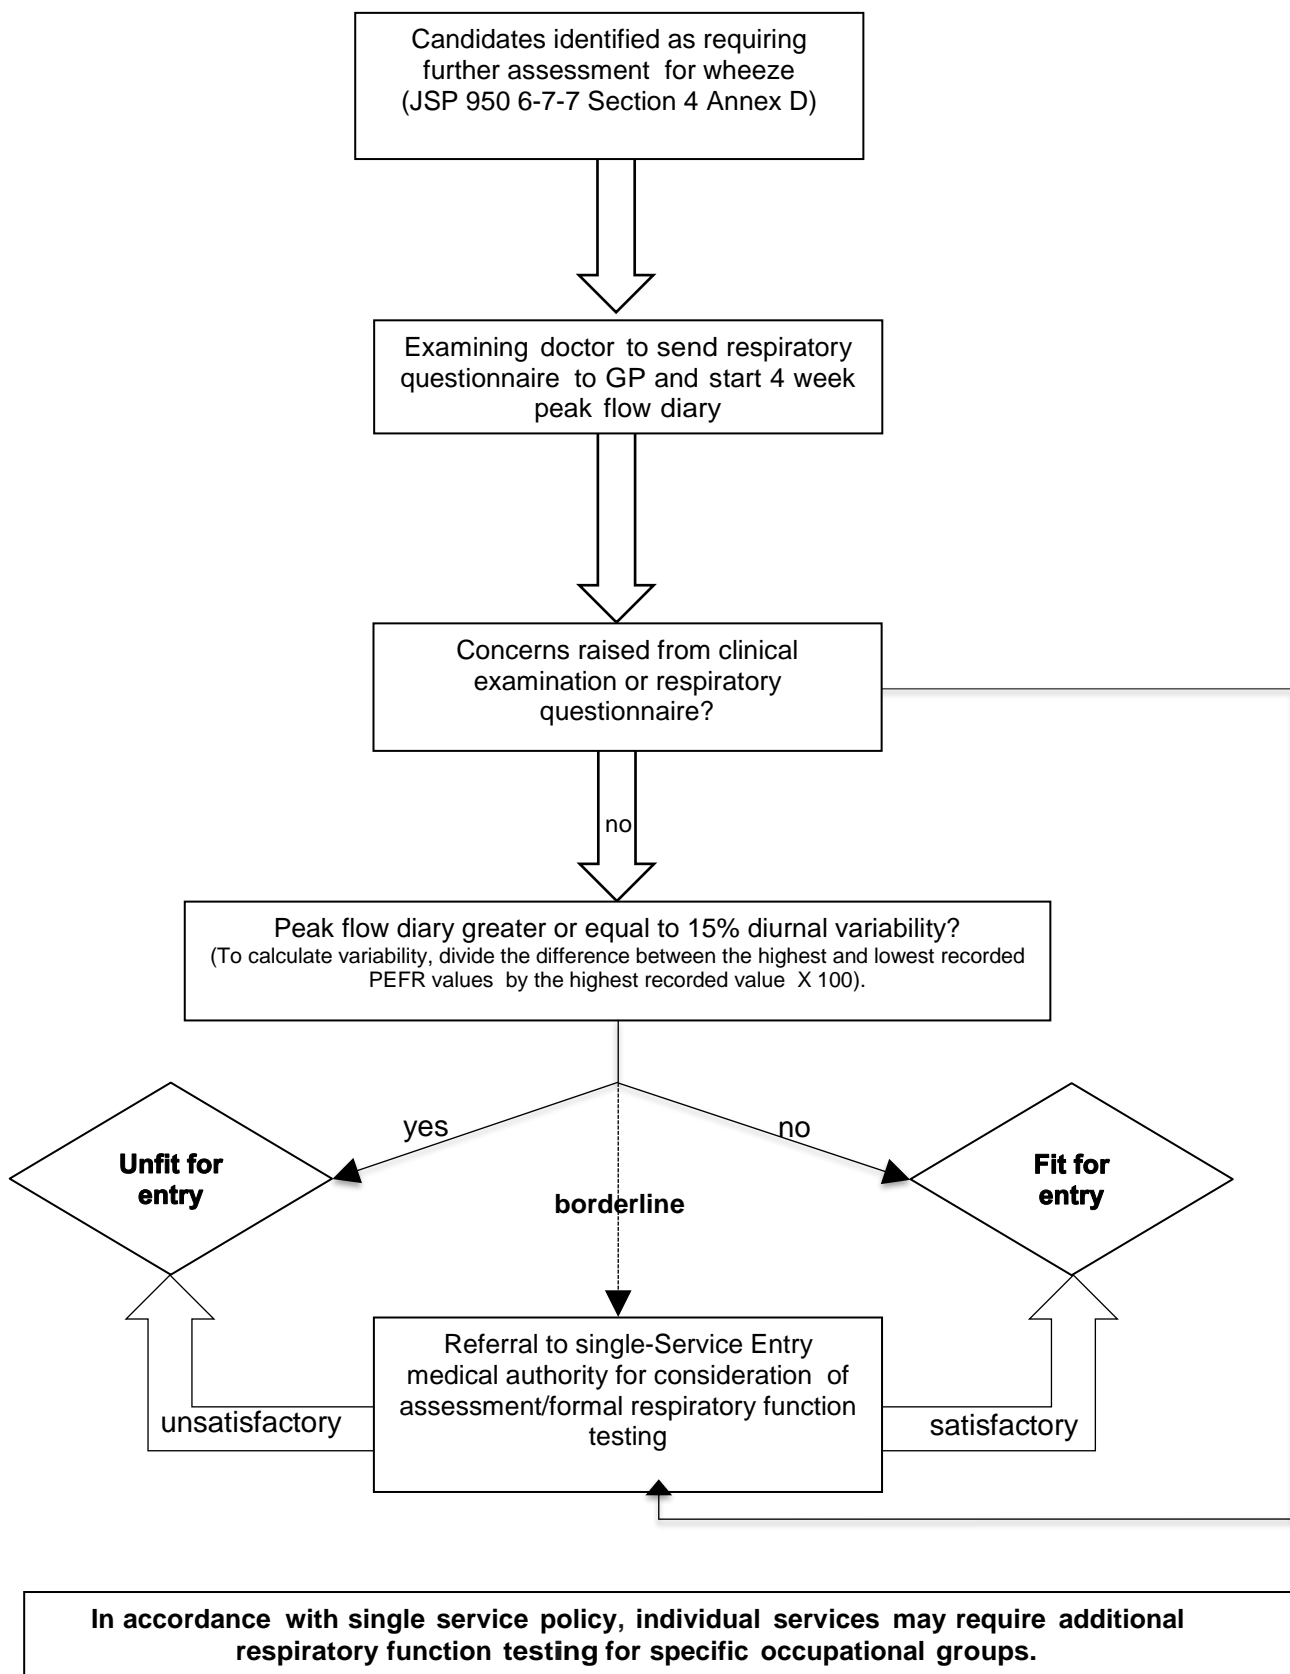 Candidates identified as requiring
further assessment for wheeze
(JSP 950 6-7-7 Section 4 Annex D)
Examining doctor to send respiratory
questionnaire to GP and start 4 week
peak flow diary
Concerns raised from clinical
examination or respiratory
questionnaire?
no
Peak flow diary greater or equal to 15% diurnal variability?
(To calculate variability, divide the difference between the highest and lowest recorded
PEFR values by the highest recorded value X 100).
yes
no
Unfit for
entry
borderline
Fit for
entry
Referral to single-Service Entry
medical authority for consideration of
assessment/formal respiratory function
testing
unsatisfactory
satisfactory
In accordance with single service policy, individual services may require additional
respiratory function testing for specific occupational groups.